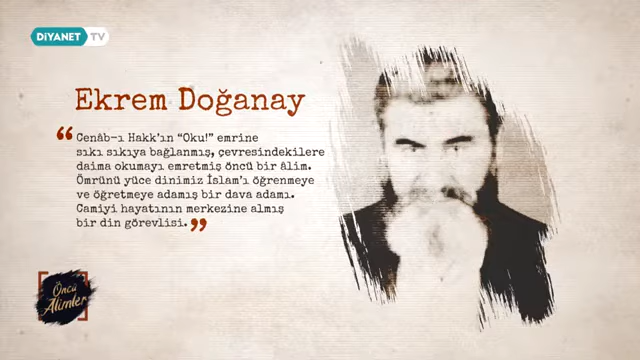 DİYANET TV
Ekrem Doğanay
“Cenâb-ı Hakk’ın “Oku!” emrine
sıkı sıkıya bağlanmış, çevresindekilere
daima okumayı emretmiş öncü bir âlim.
Ömrünü yüce dinimiz İslam’ı öğrenmeye
ve öğretmeye adamış bir dava adamı.
Camiyi hayatının merkezine almış
bir din görevlisi.”
Öncü
Alimler